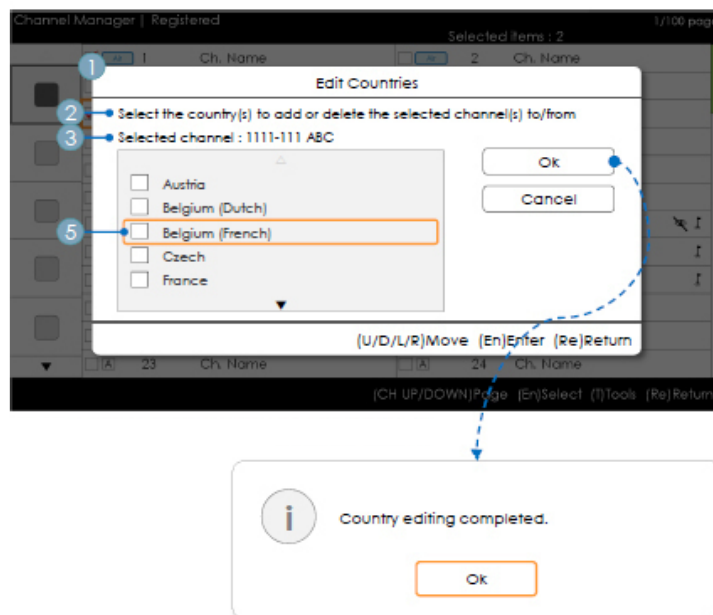 Channel Manager | Registered
1/100 page
Selected items : 2
Air 1 Ch. Name Air 2 Ch. Name
1
Edit Countries
2 Select the country(s) to add or delete the selected channel(s) to/from
3 Selected channel : 1111-111 ABC
Ok
Austria
Cancel
Belgium (Dutch)
5 Belgium (French)
Czech
France
(U/D/L/R)Move (En)Enter (Re)Return
A 23 Ch. Name A 24 Ch. Name
(CH UP/DOWN)Page (En)Select (T)Tools (Re)Return
i Country editing completed.
Ok